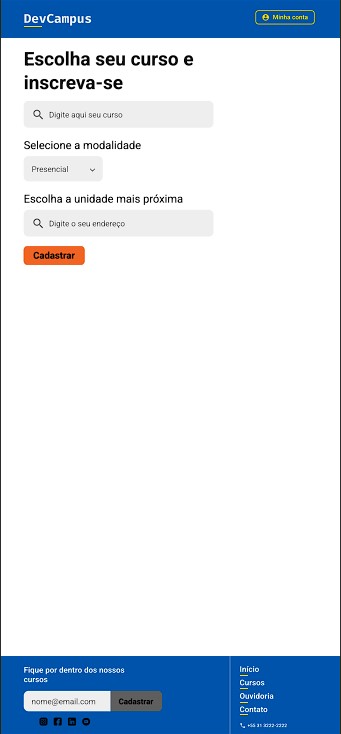 DevCampus
Minha conta
Escolha seu curso e
inscreva-se
Digite aqui seu curso
Selecione a modalidade
Presencial
Escolha a unidade mais próxima
Digite o seu endereço
Cadastrar
Fique por dentro dos nossos
cursos
nome@email.com
Cadastrar
Início
Cursos
Ouvidoria
Contato
+55 31 3222-2222